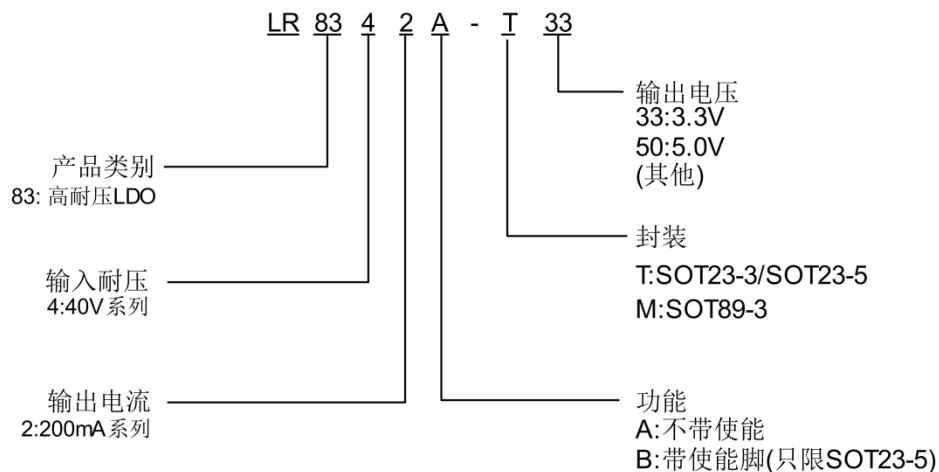 LR 83 4 2 A - T 33
输出电压
33:3.3V
50:5.0V
(其他)
产品类别
83: 高耐压LDO
封装
T:SOT23-3/SOT23-5
M:SOT89-3
输入耐压
4:40V系列
输出电流
2:200mA系列
功能
A:不带使能
B:带使能脚(只限SOT23-5)